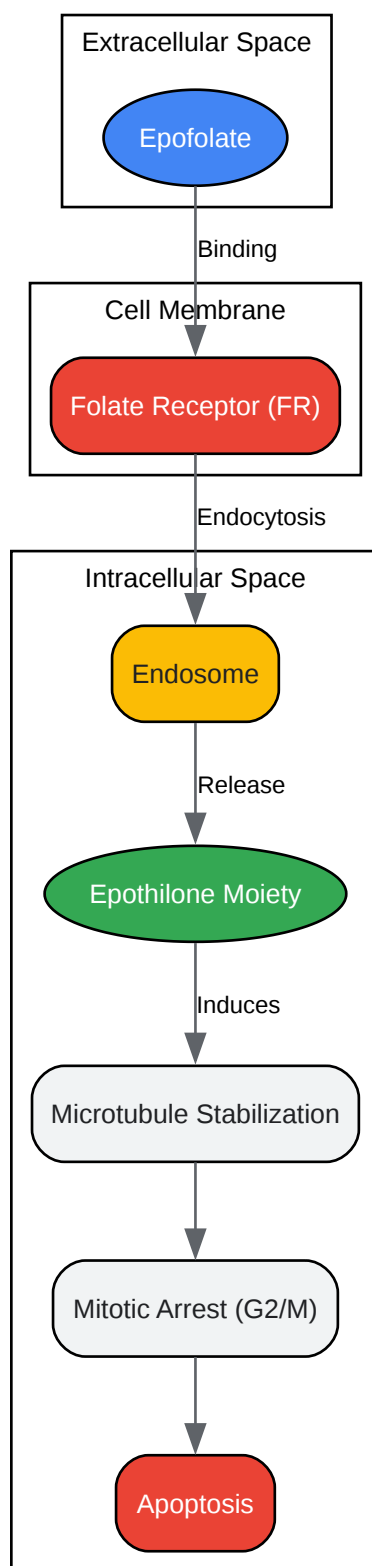 Extracellular Space
Epofolate
Binding
Cell Membrane
Folate Receptor (FR)
Endocytosis
Intracellular Space
Endosome
Release
Epothilone Moiety
Induces
Microtubule Stabilization
Mitotic Arrest (G2/M)
Apoptosis